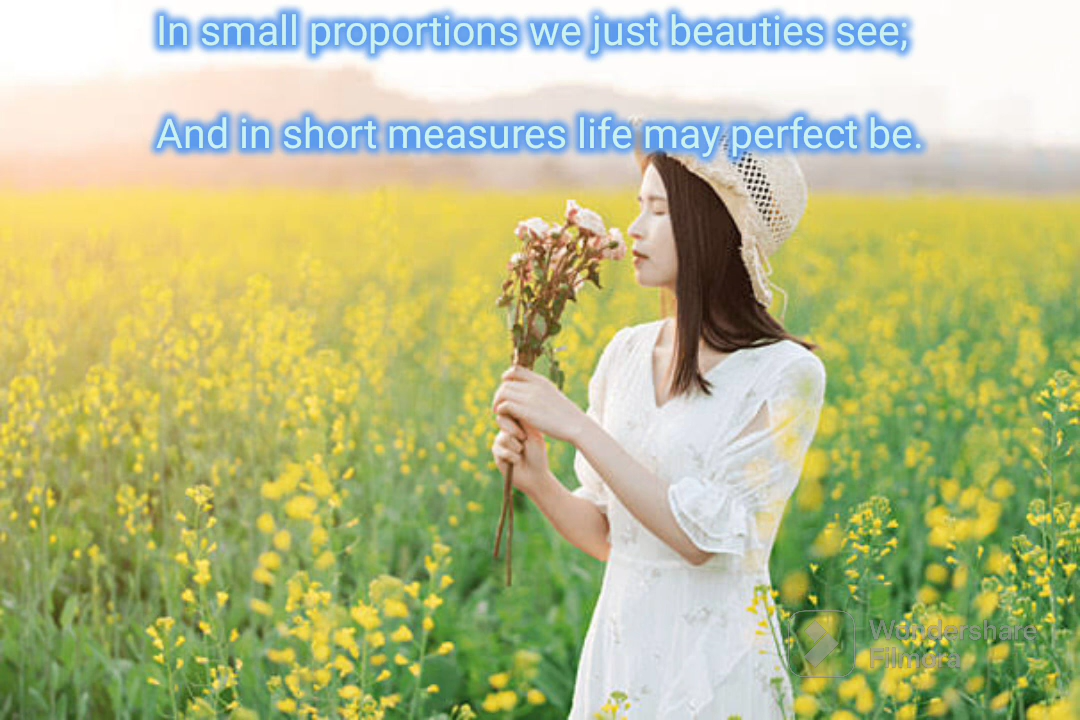 In small proportions we just beauties see;
And in short measures life may perfect be.
Wondershare
Filmora